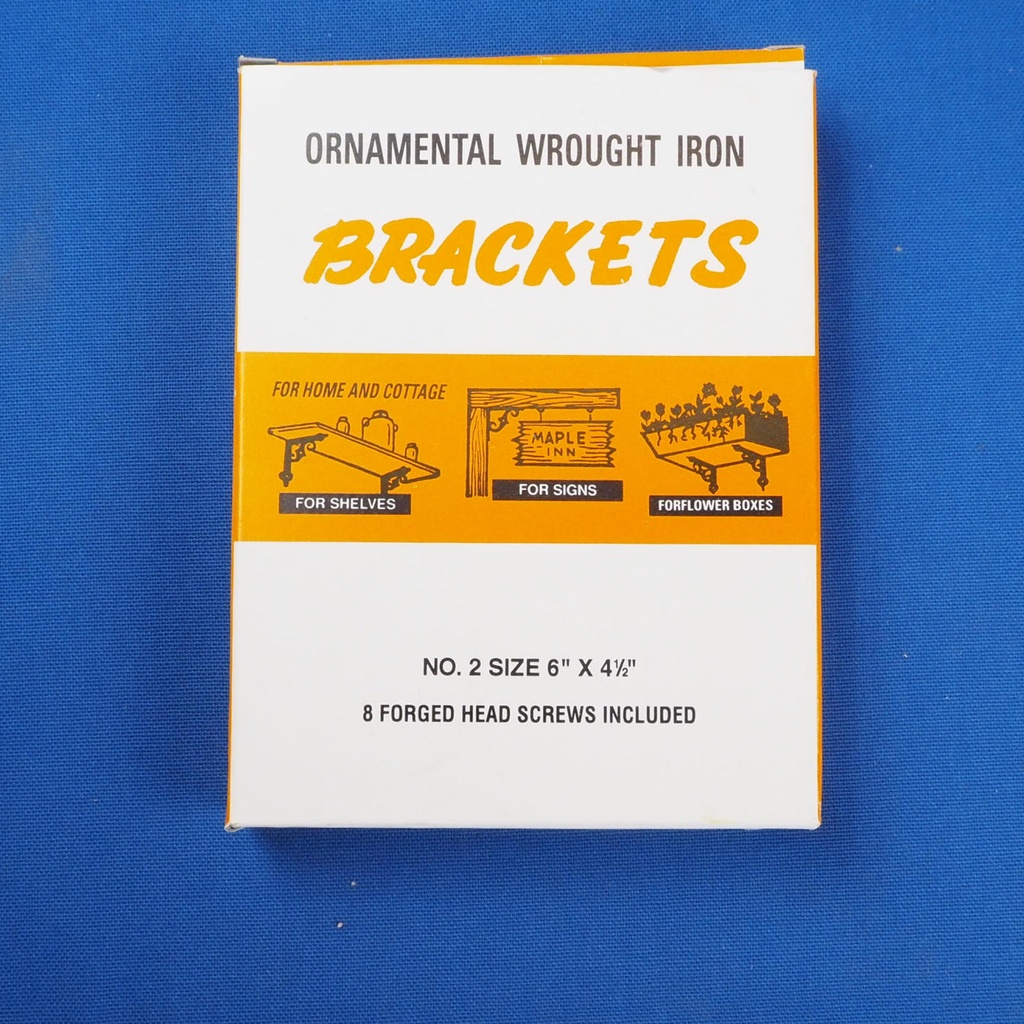 ORNAMENTAL WROUGHT IRON
BRACKETS
FOR HOME AND COTTAGE
MAPLE
INN
FOR SHELVES
FOR SIGNS
FORFLOWER BOXES
NO. 2 SIZE 6" X 4½"
8 FORGED HEAD SCREWS INCLUDED